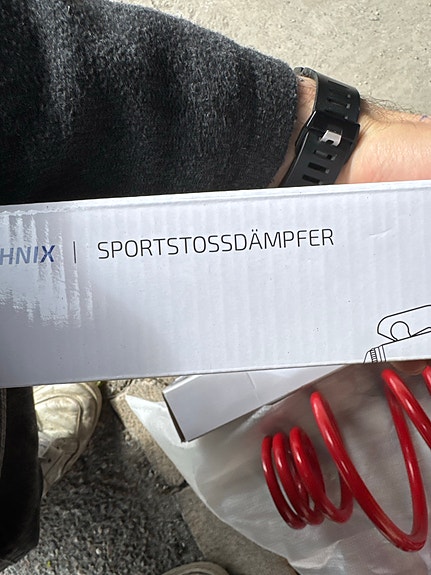 HNIX | SPORTSTOSSDÄMPFER